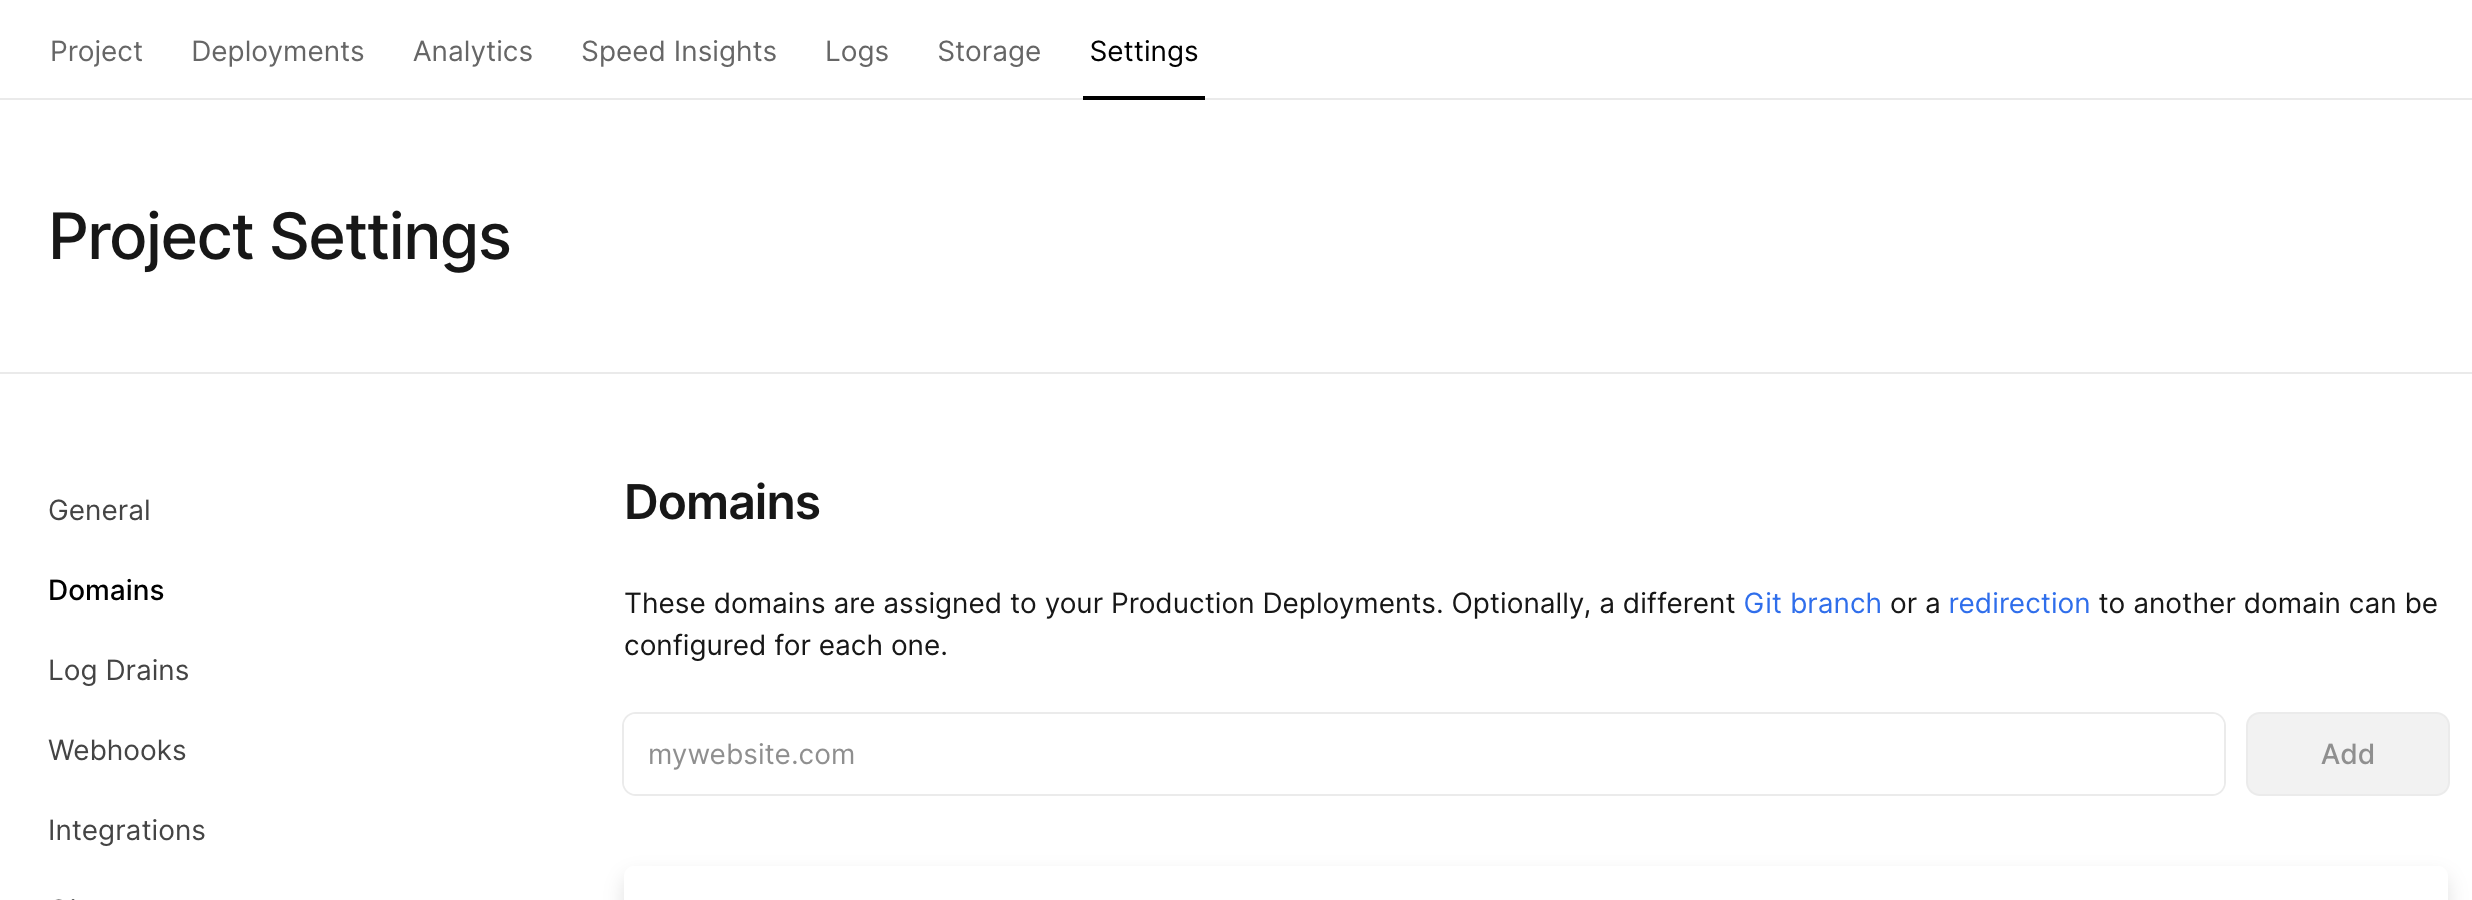 Project Deployments Analytics Speed Insights Logs Storage Settings
Project Settings
General
Domains
Log Drains
Webhooks
Integrations
Domains
These domains are assigned to your Production Deployments. Optionally, a different Git branch or a redirection to another domain can be
configured for each one.
mywebsite.com
Add